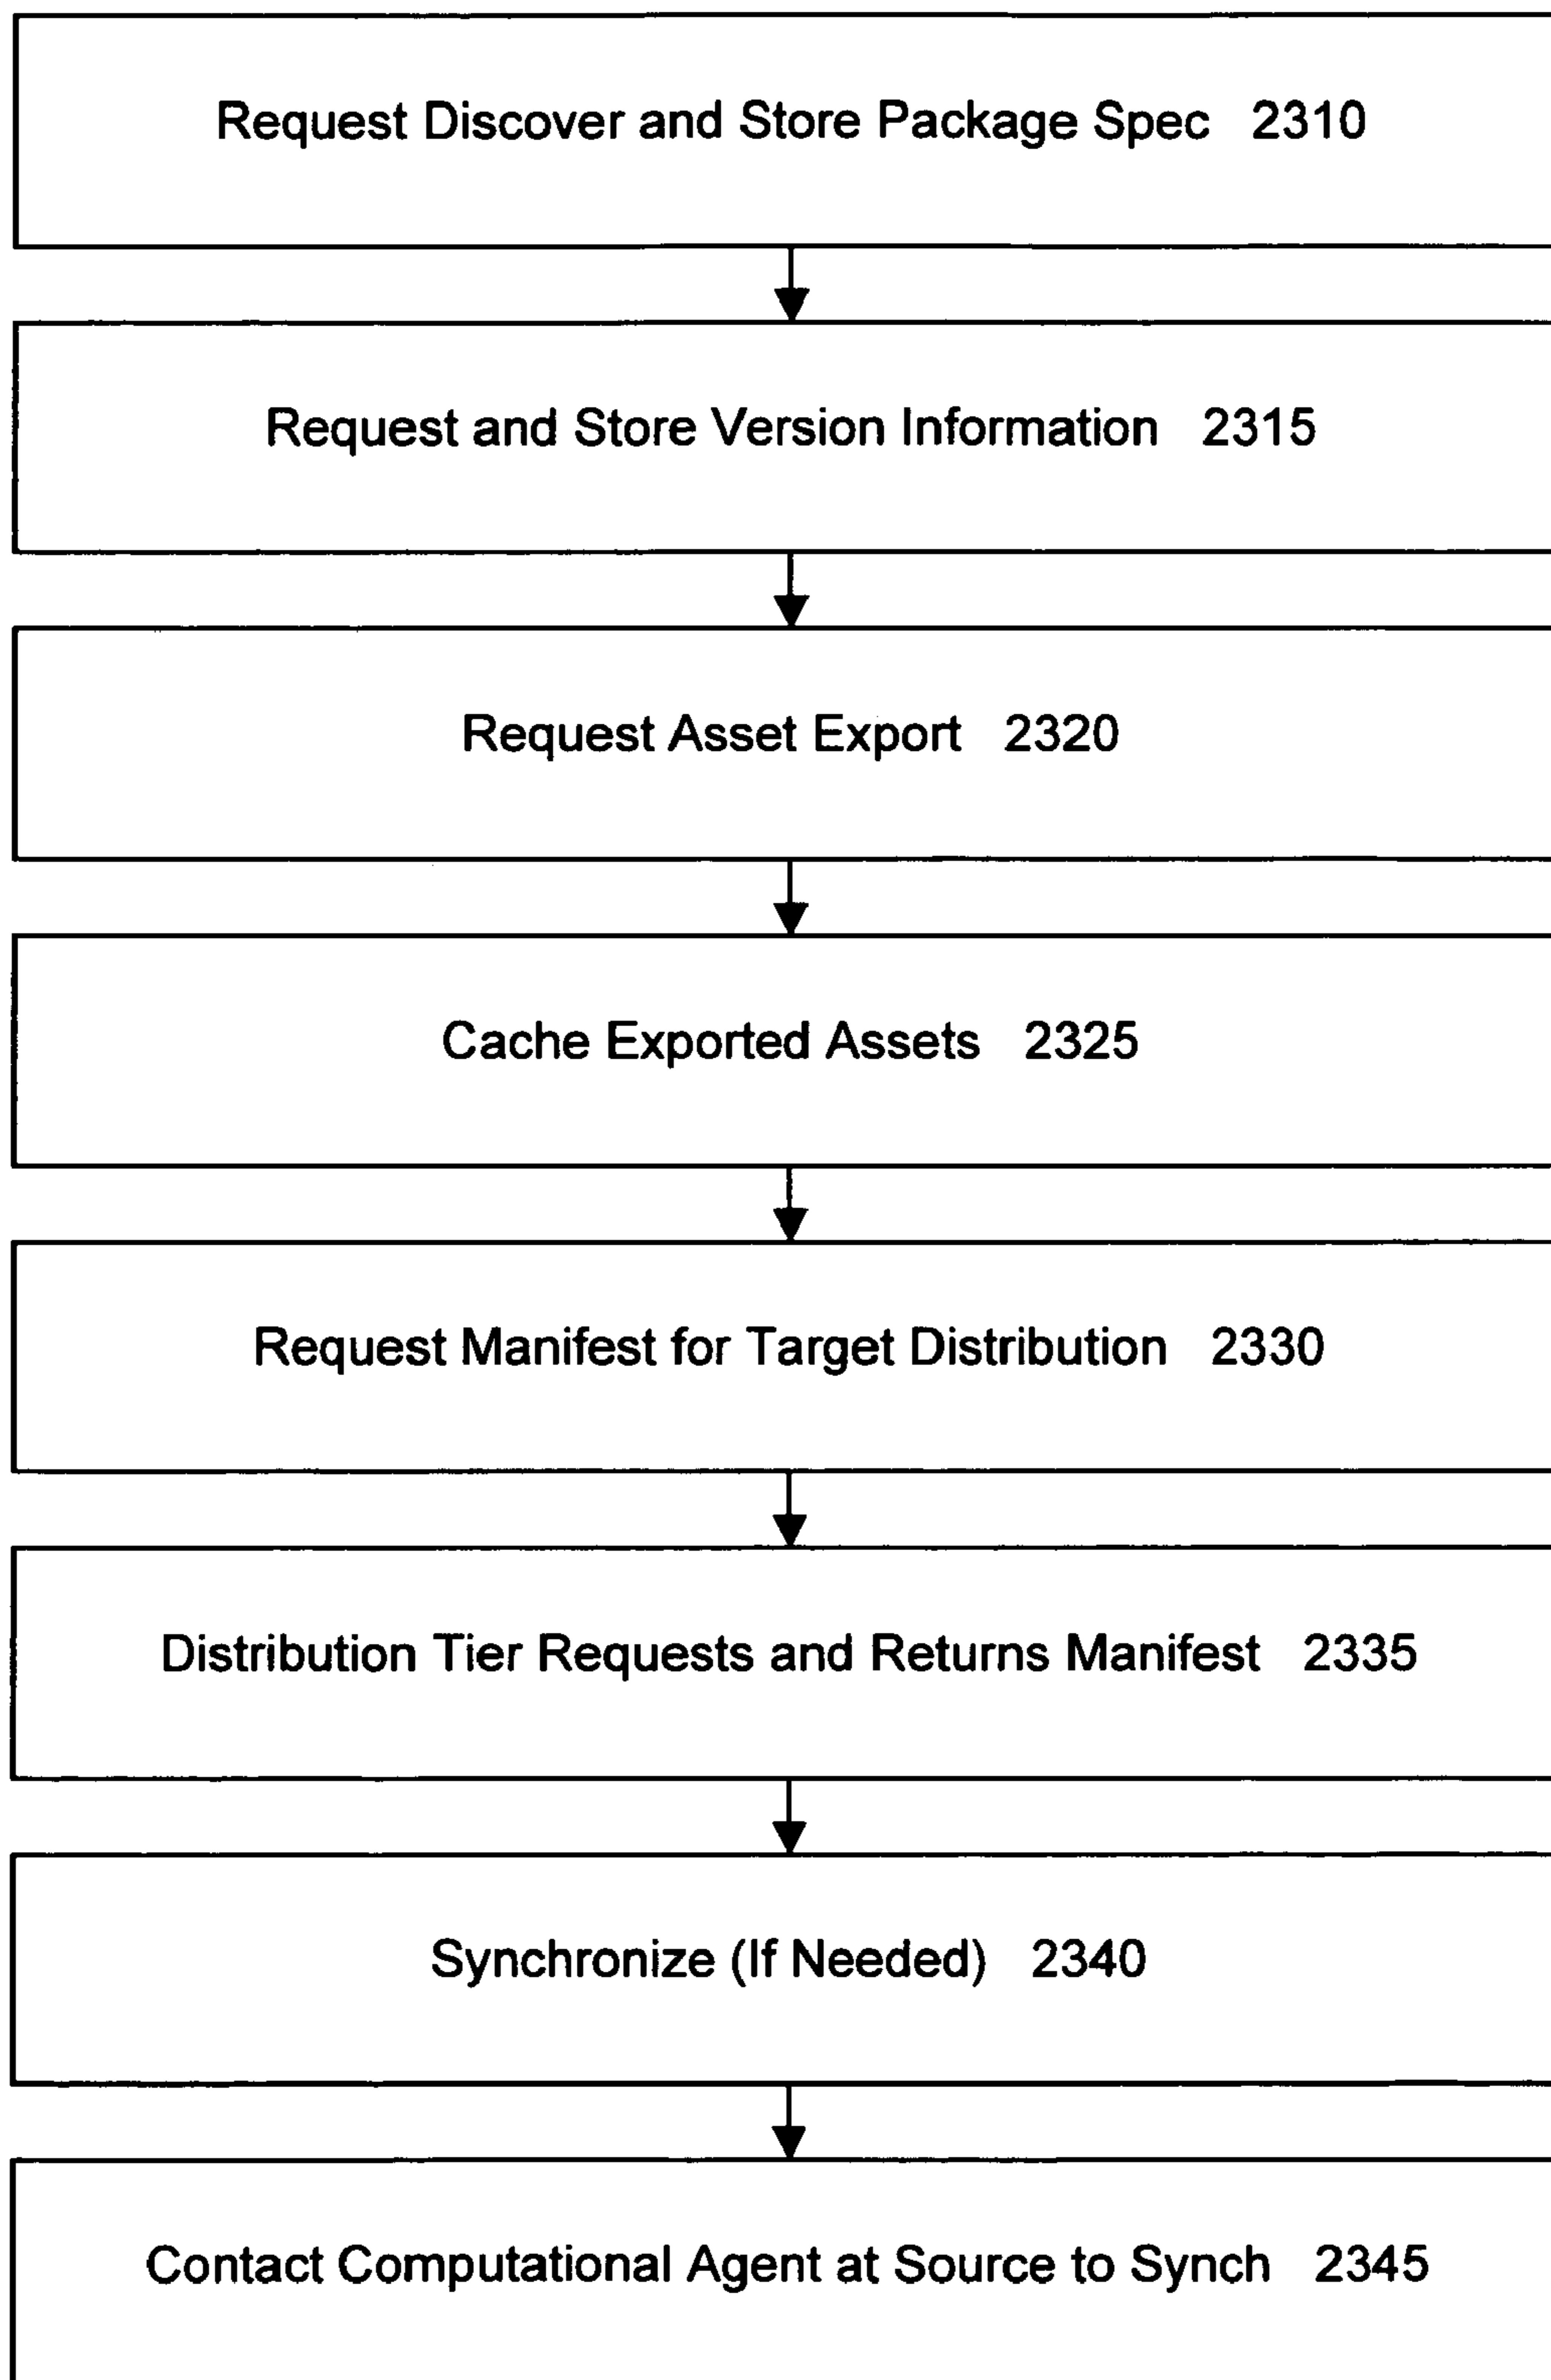 Request Discover and Store Package Spec 2310
Request and Store Version Information 2315
Request Asset Export 2320
Cache Exported Assets 2325
Request Manifest for Target Distribution 2330
Distribution Tier Requests and Returns Manifest 2335
Synchronize (If Needed) 2340
Contact Computational Agent at Source to Synch 2345